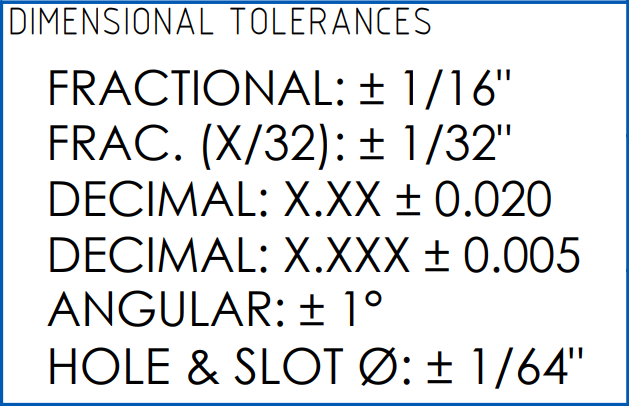 DIMENSIONAL TOLERANCES
FRACTIONAL: ± 1/16"
FRAC. (X/32): ± 1/32"
DECIMAL: X.XX ± 0.020
DECIMAL: X.XXX ± 0.005
ANGULAR: ± 1°
HOLE & SLOT Ø: ± 1/64"